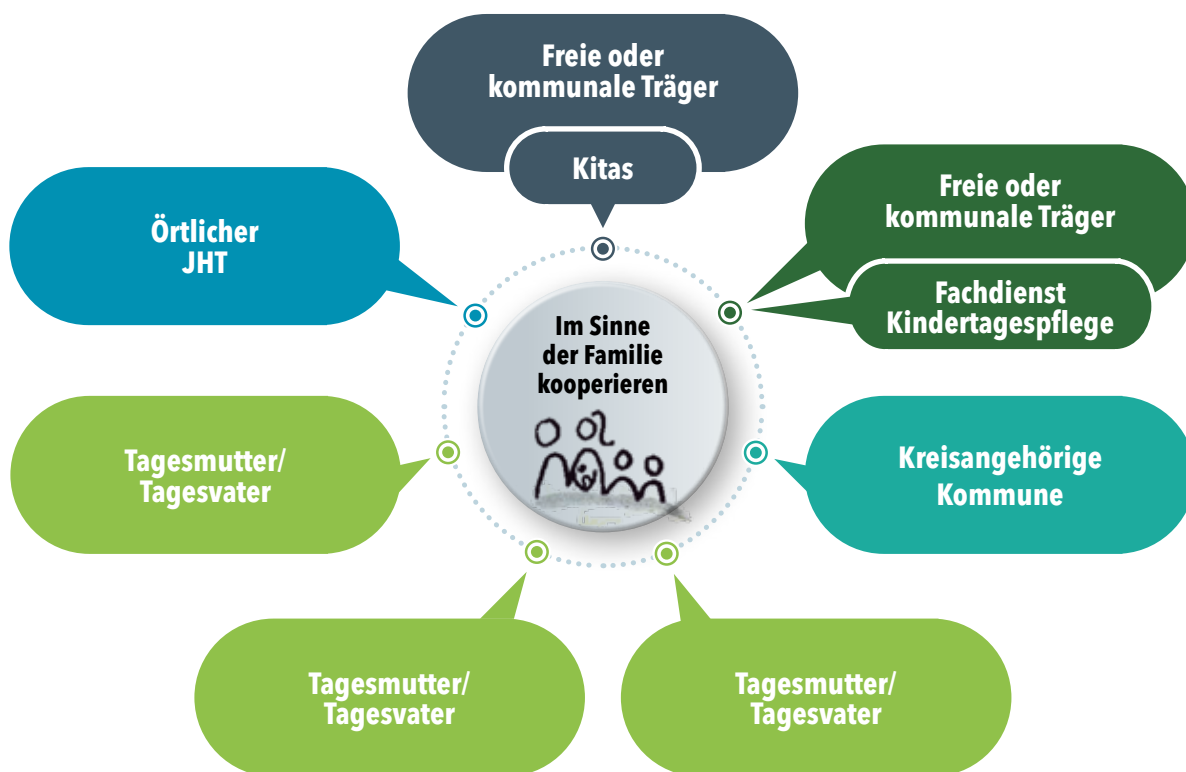 Freie oder
kommunale Träger
Kitas
Freie oder
kommunale Träger
Fachdienst
Kindertagespflege
Örtlicher
JHT
Im Sinne
der Familie
kooperieren
Kreisangehörige
Kommune
Tagesmutter/
Tagesvater
Tagesmutter/
Tagesvater
Tagesmutter/
Tagesvater